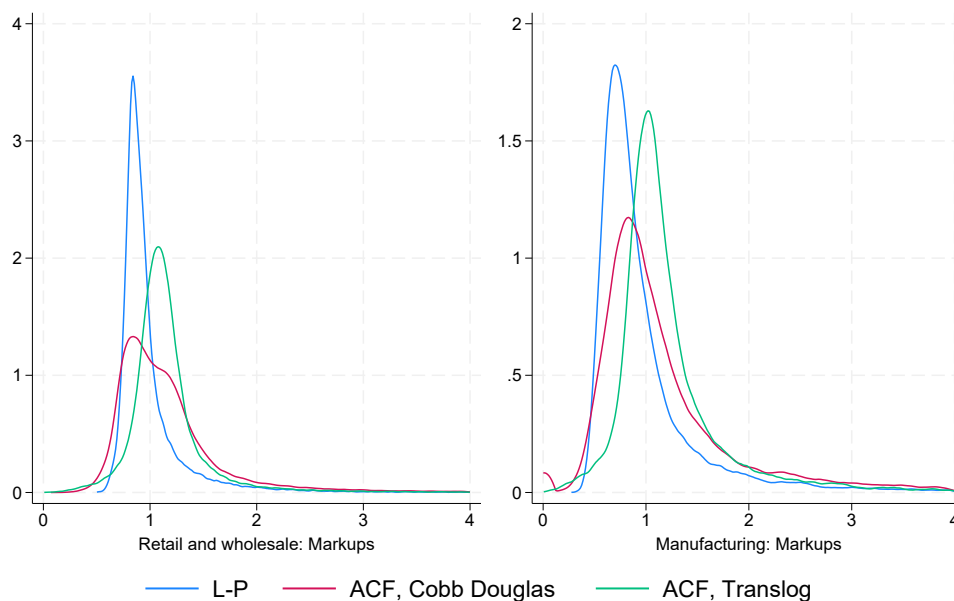 4
3
2
1
0
0 1 2 3 4
Retail and wholesale: Markups
2
1.5
1
.5
0
0 1 2 3 4
Manufacturing: Markups
L-P ACF, Cobb Douglas ACF, Translog